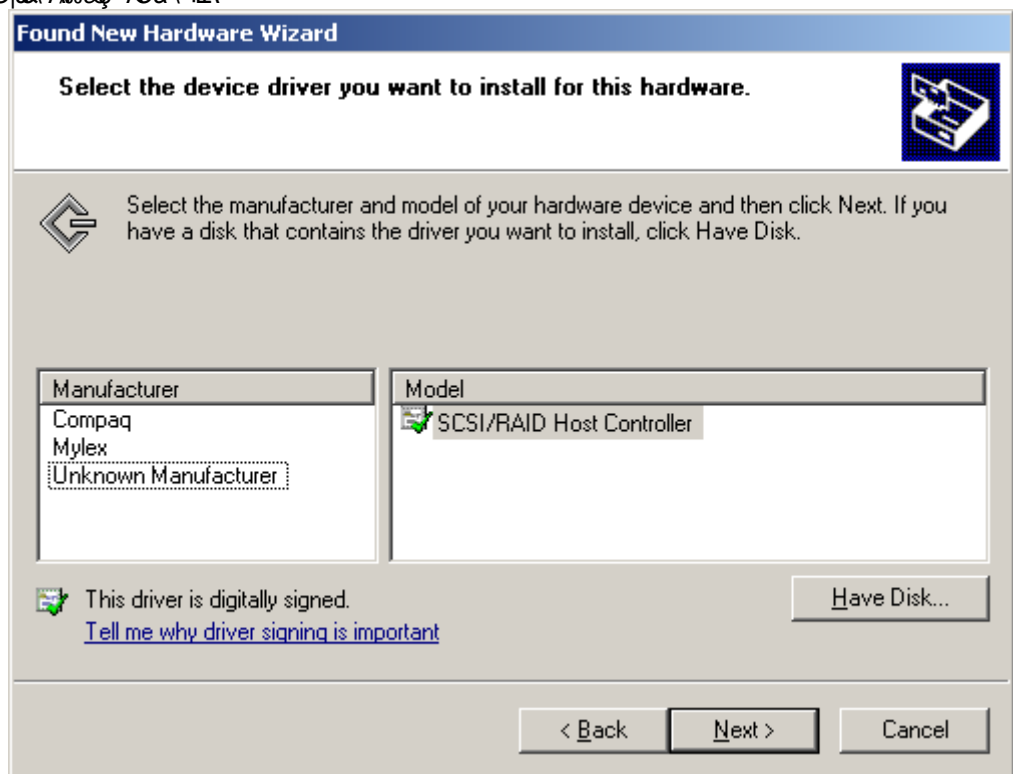 Found New Hardware Wizard
Select the device driver you want to install for this hardware.
Select the manufacturer and model of your hardware device and then click Next. If you
have a disk that contains the driver you want to install, click Have Disk.
Manufacturer
Model
Compaq
Mylex
Unknown Manufacturer
SCSI/RAID Host Controller
This driver is digitally signed.
Tell me why driver signing is important
Have Disk...
< Back
Next >
Cancel